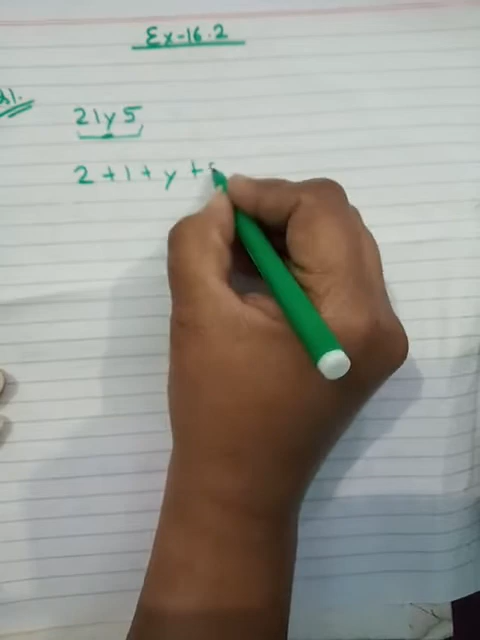 Ex-16.2
21y5
2 + 1 + y +